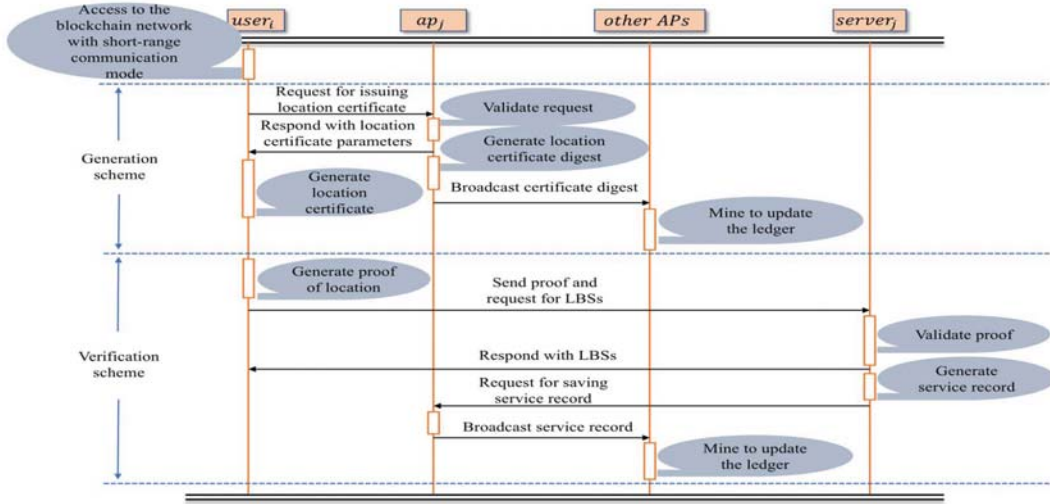 Access to the
blockchain network
with short-range
communication
mode
user_i
ap_j
other APs
server_j
Request for issuing
location certificate
Validate request
Respond with location
certificate parameters
Generate location
certificate digest
Generation
scheme
Generate
location
certificate
Broadcast certificate digest
Mine to update
the ledger
Generate proof
of location
Send proof and
request for LBSs
Validate proof
Verification
scheme
Respond with LBSs
Generate
service record
Request for saving
service record
Broadcast service record
Mine to update
the ledger